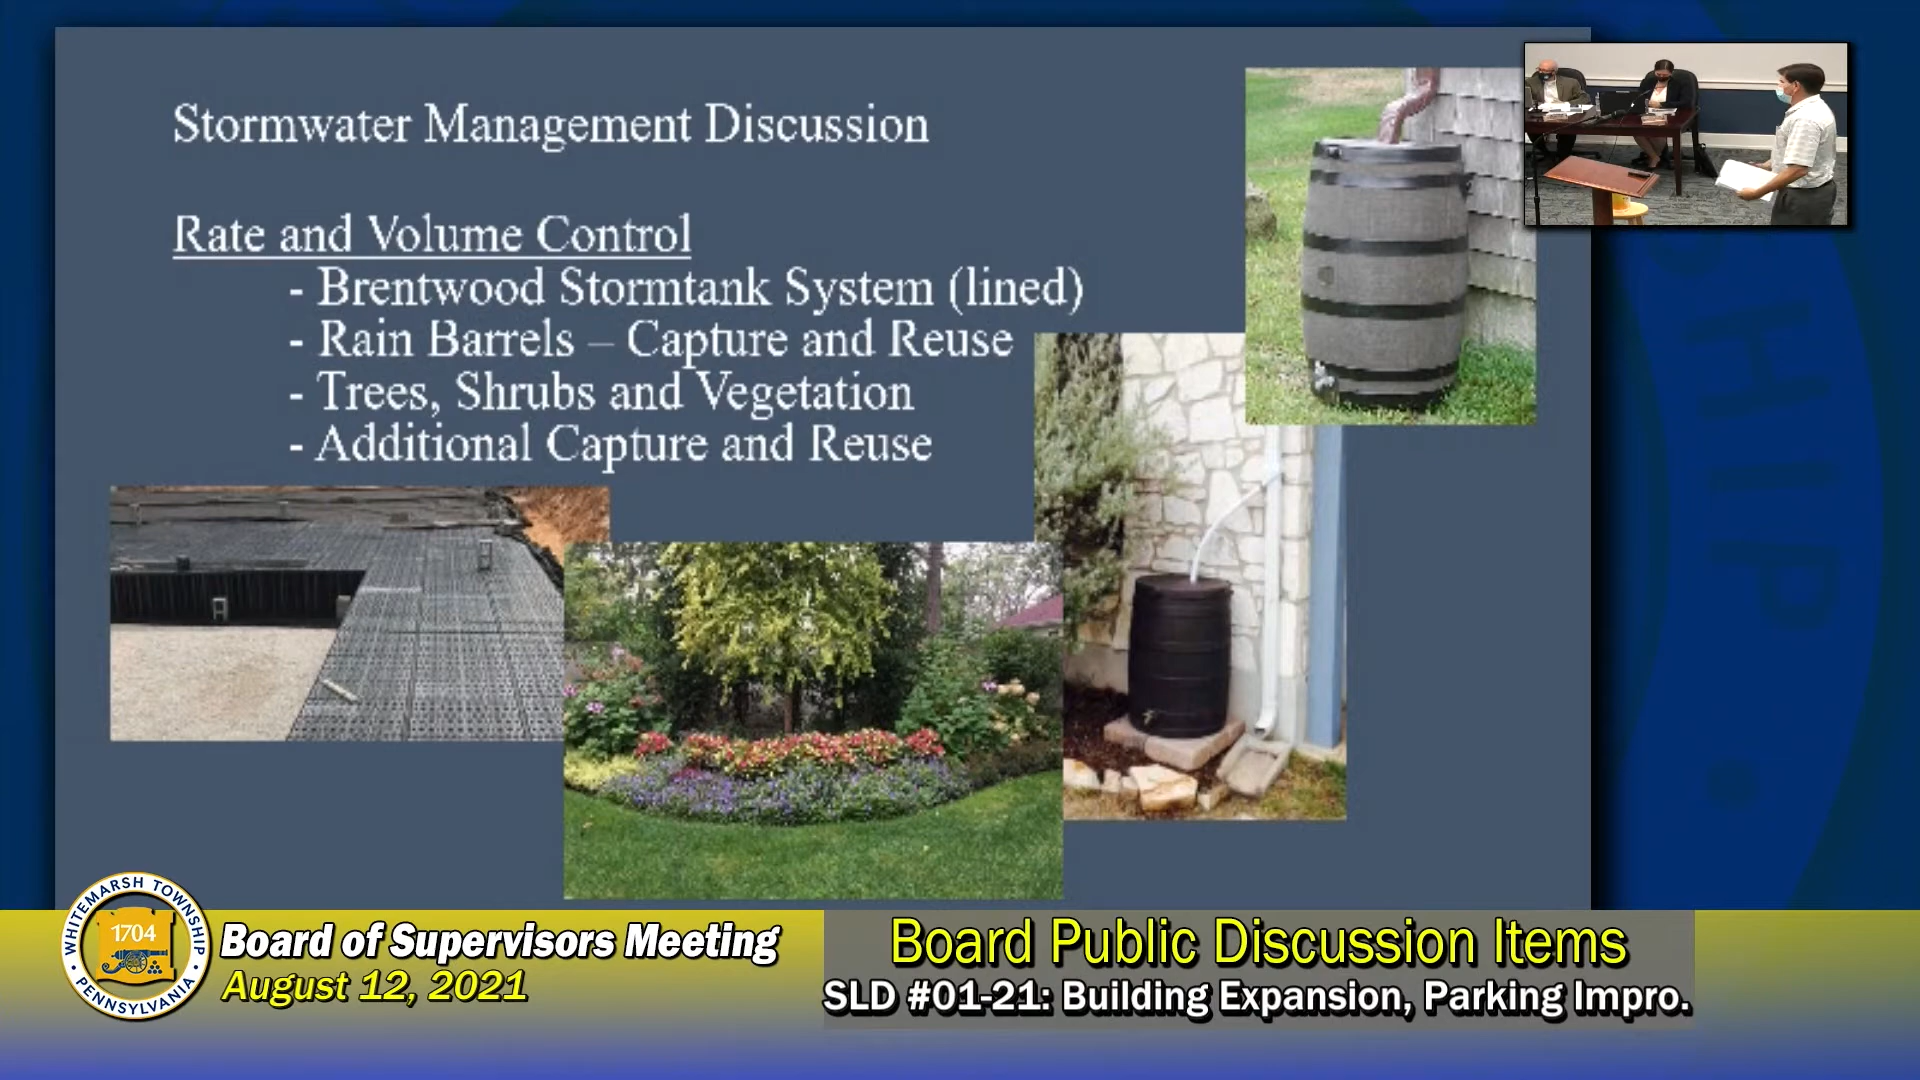 Stormwater Management Discussion
Rate and Volume Control
- Brentwood Stormtank System (lined)
- Rain Barrels – Capture and Reuse
- Trees, Shrubs and Vegetation
- Additional Capture and Reuse
WHITEMARSH TOWNSHIP
1704
PENNSYLVANIA
Board of Supervisors Meeting
August 12, 2021
Board Public Discussion Items
SLD #01-21: Building Expansion, Parking Impro.
SHIP